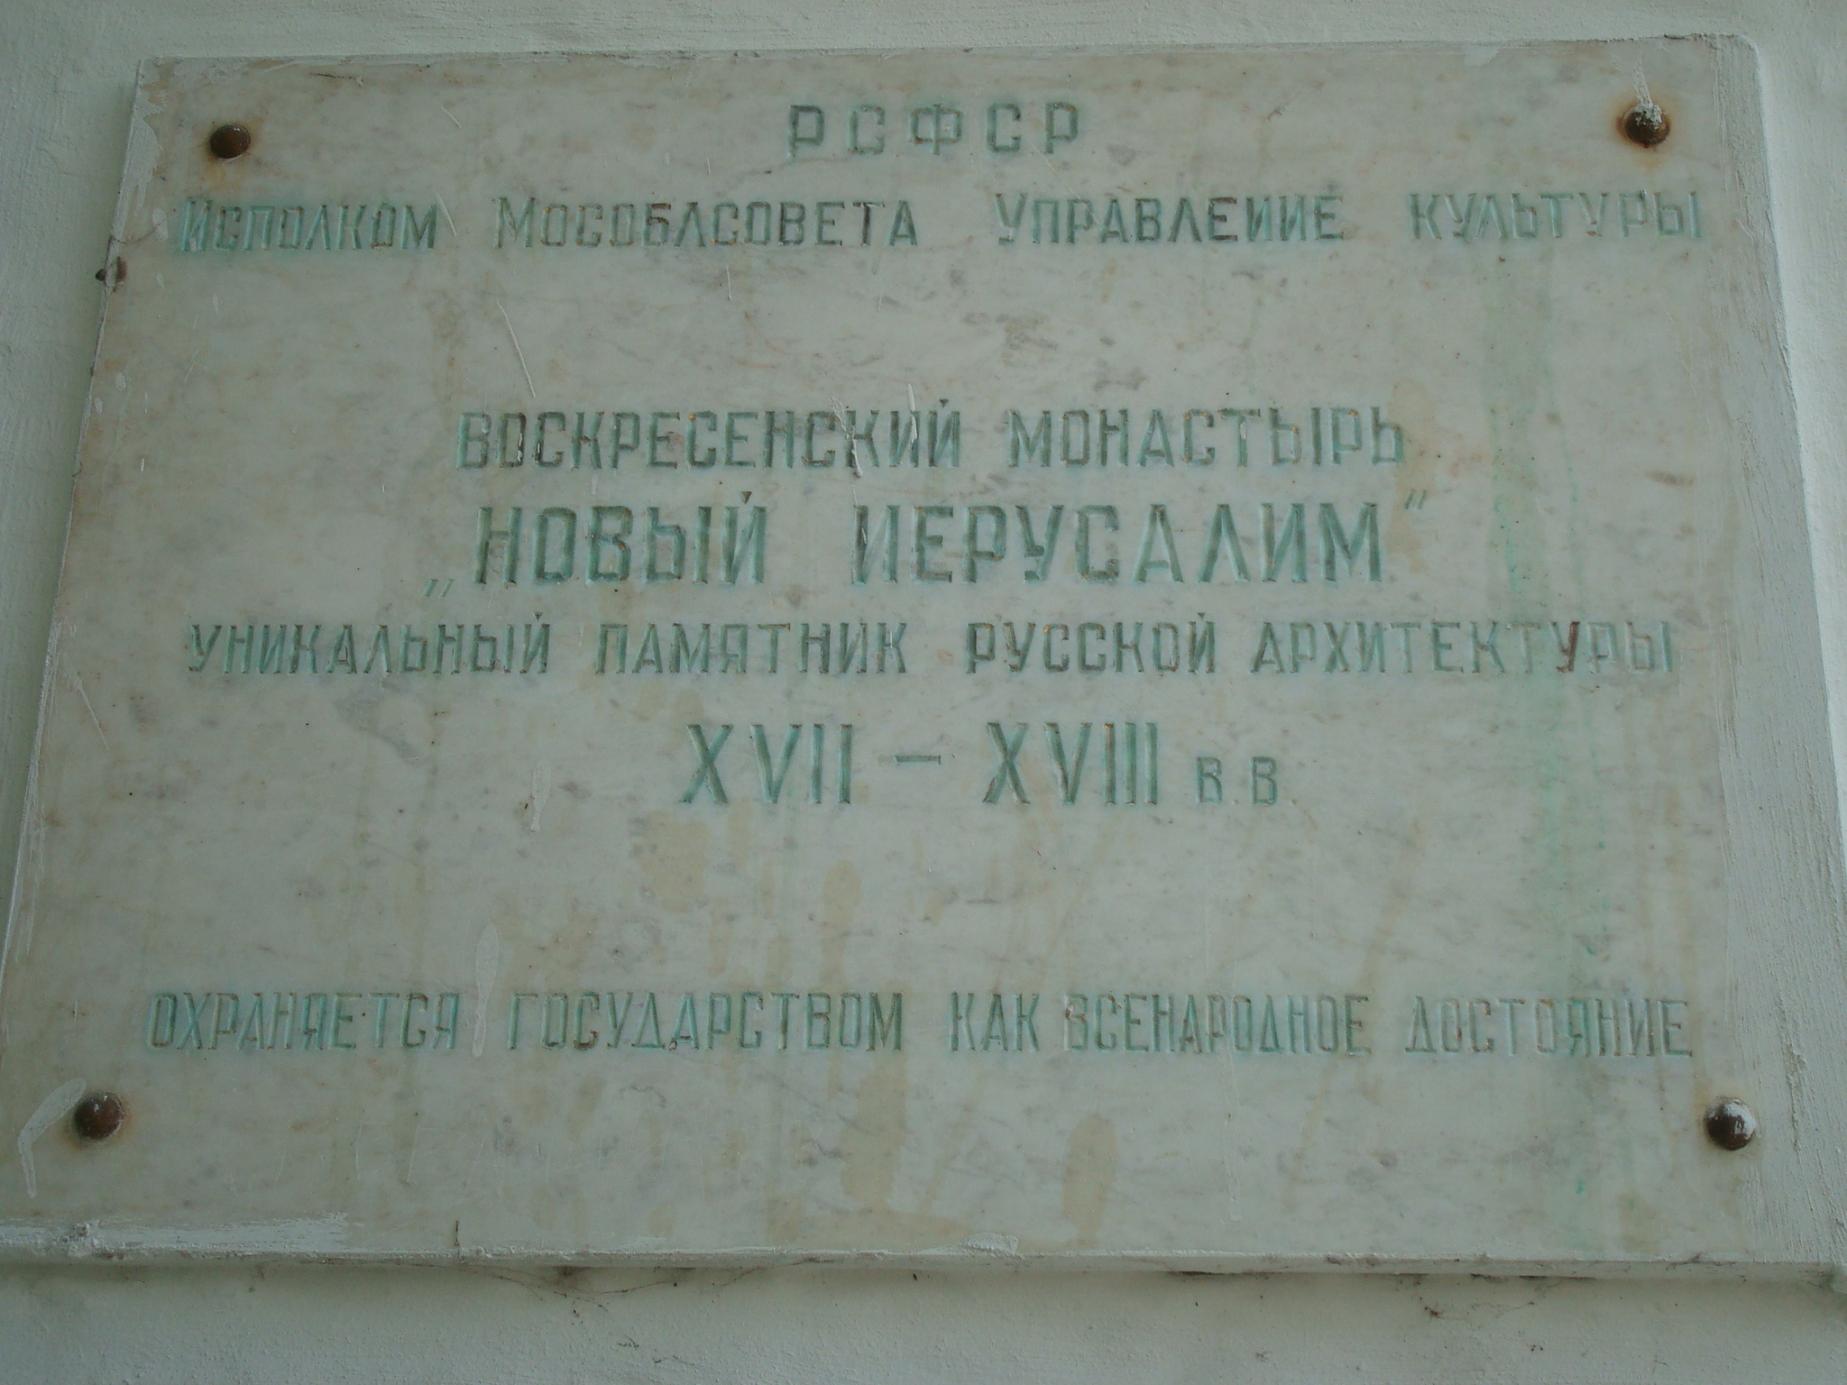 РСФСР
Исполком Мособлсовета Управление культуры
ВОСКРЕСЕНСКИЙ МОНАСТЫРЬ
„НОВЫЙ ИЕРУСАЛИМ"
УНИКАЛЬНЫЙ ПАМЯТНИК РУССКОЙ АРХИТЕКТУРЫ
XVII – XVIII в.в.
ОХРАНЯЕТСЯ ГОСУДАРСТВОМ КАК ВСЕНАРОДНОЕ ДОСТОЯНИЕ